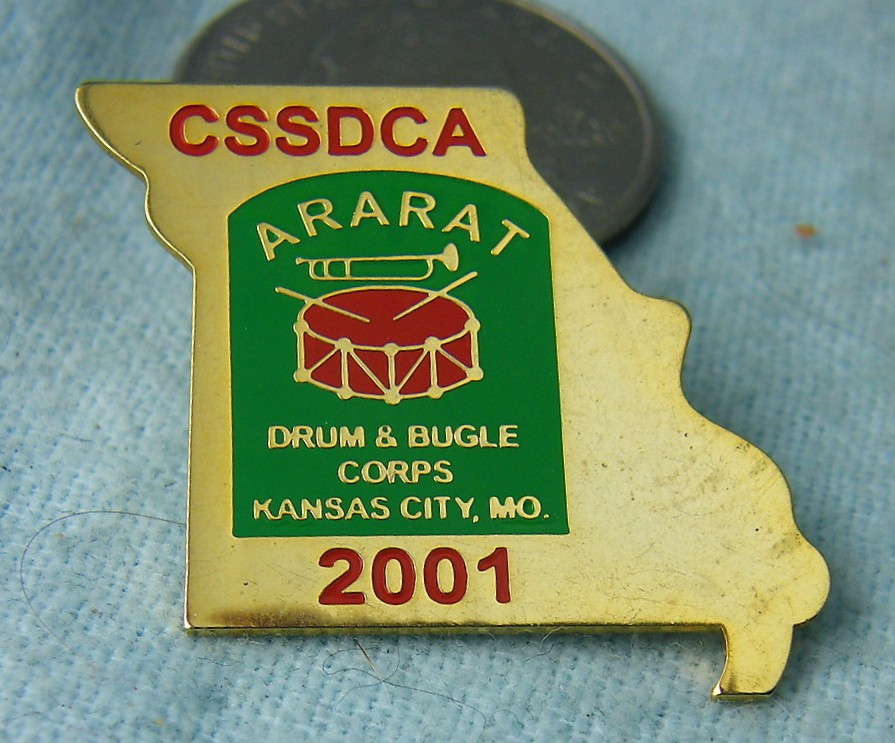 CSSDCA
ARARAT
DRUM & BUGLE
CORPS
KANSAS CITY, MO.
2001